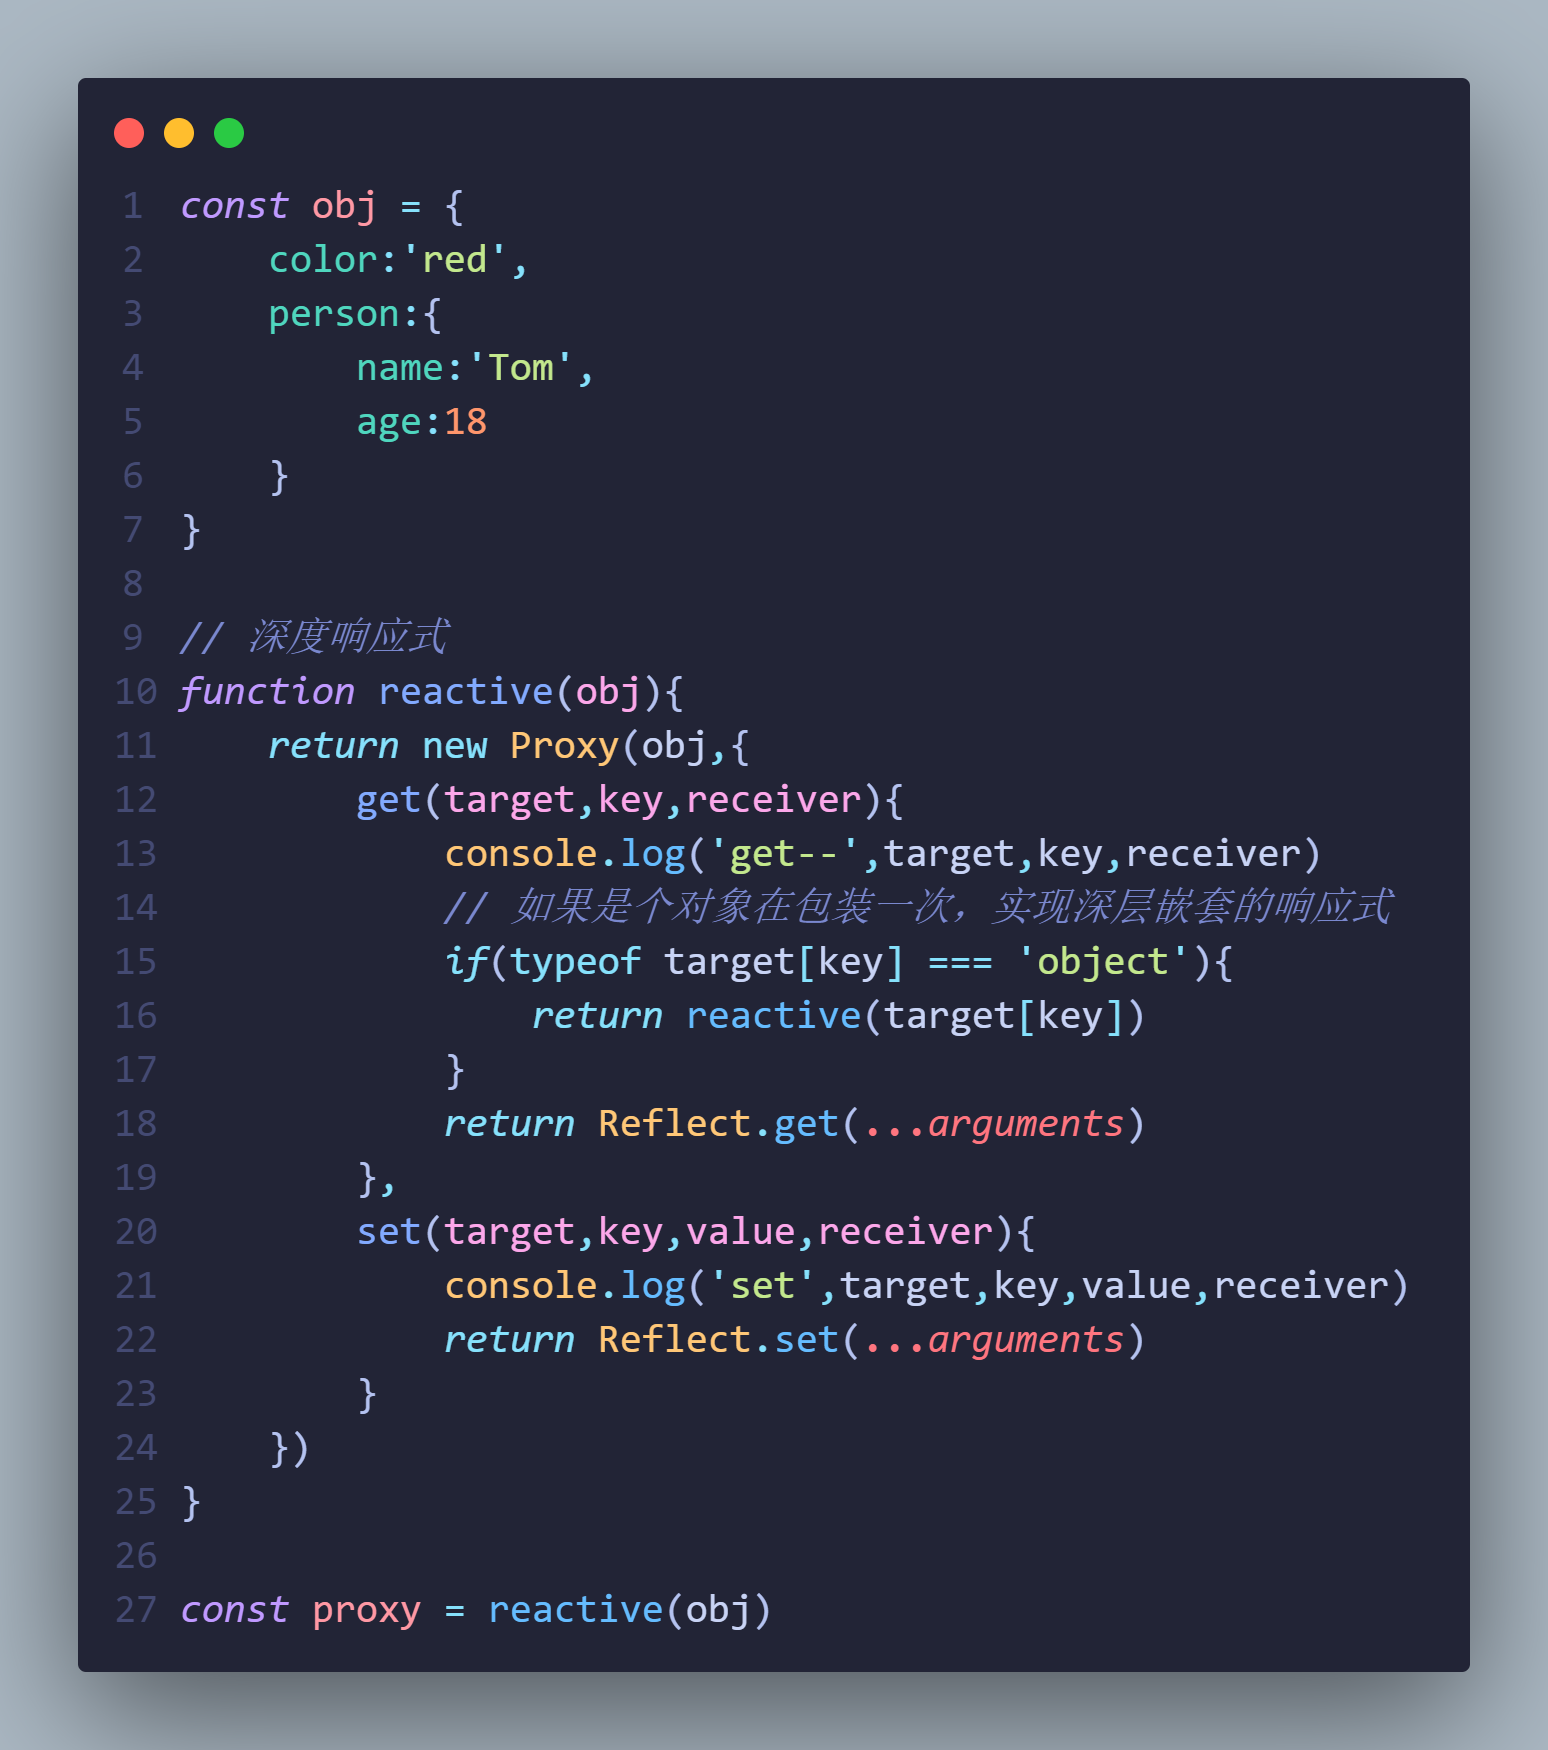 1 const obj = {
2     color:'red',
3     person:{
4         name:'Tom',
5         age:18
6     }
7 }
8
9 // 深度响应式
10 function reactive(obj){
11     return new Proxy(obj,{
12         get(target,key,receiver){
13             console.log('get--',target,key,receiver)
14             // 如果是个对象在包装一次，实现深层嵌套的响应式
15             if(typeof target[key] === 'object'){
16                 return reactive(target[key])
17             }
18             return Reflect.get(...arguments)
19         },
20         set(target,key,value,receiver){
21             console.log('set',target,key,value,receiver)
22             return Reflect.set(...arguments)
23         }
24     })
25 }
26
27 const proxy = reactive(obj)